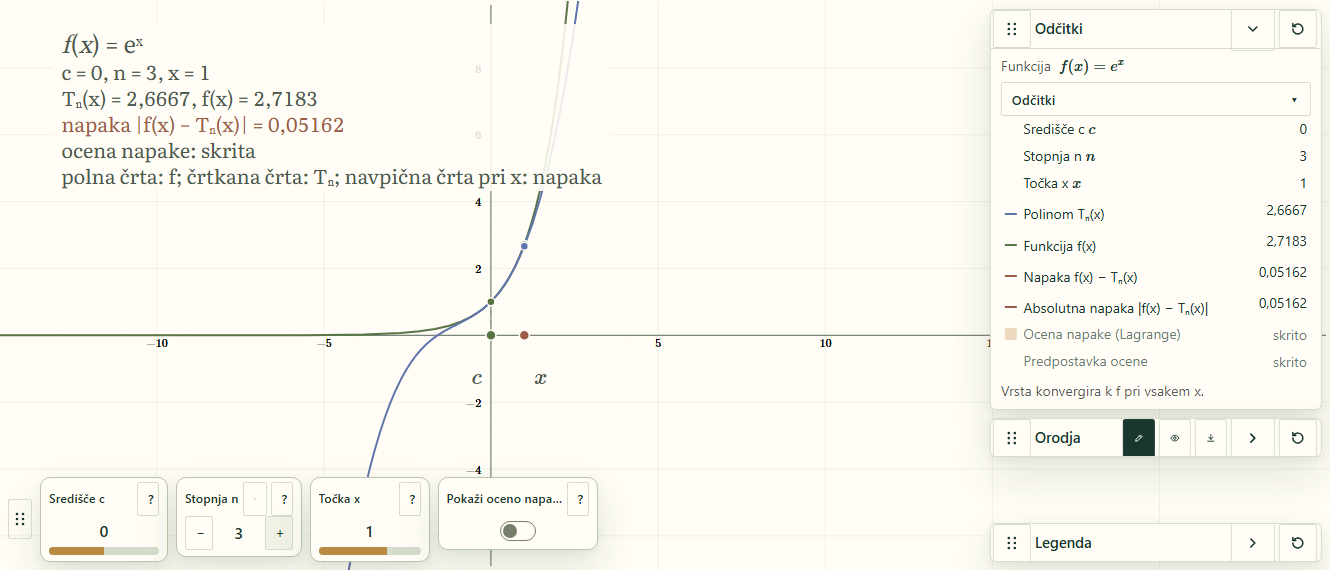 f(x) = eˣ
c = 0, n = 3, x = 1
Tₙ(x) = 2,6667, f(x) = 2,7183
napaka |f(x) − Tₙ(x)| = 0,05162
ocena napake: skrita
polna črta: f; črtkana črta: Tₙ; navpična črta pri x: napaka
8
6
4
2
−10
−5
5
10
c
x
−2
−4
Središče c
?
0
Stopnja n
?
−
3
+
Točka x
?
1
Pokaži oceno napa...
?
Odčitki
Funkcija f(x) = eˣ
Odčitki
Središče c c 0
Stopnja n n 3
Točka x x 1
Polinom Tₙ(x) 2,6667
Funkcija f(x) 2,7183
Napaka f(x) − Tₙ(x) 0,05162
Absolutna napaka |f(x) − Tₙ(x)| 0,05162
Ocena napake (Lagrange) skrito
Predpostavka ocene skrito
Vrsta konvergira k f pri vsakem x.
Orodja
Legenda